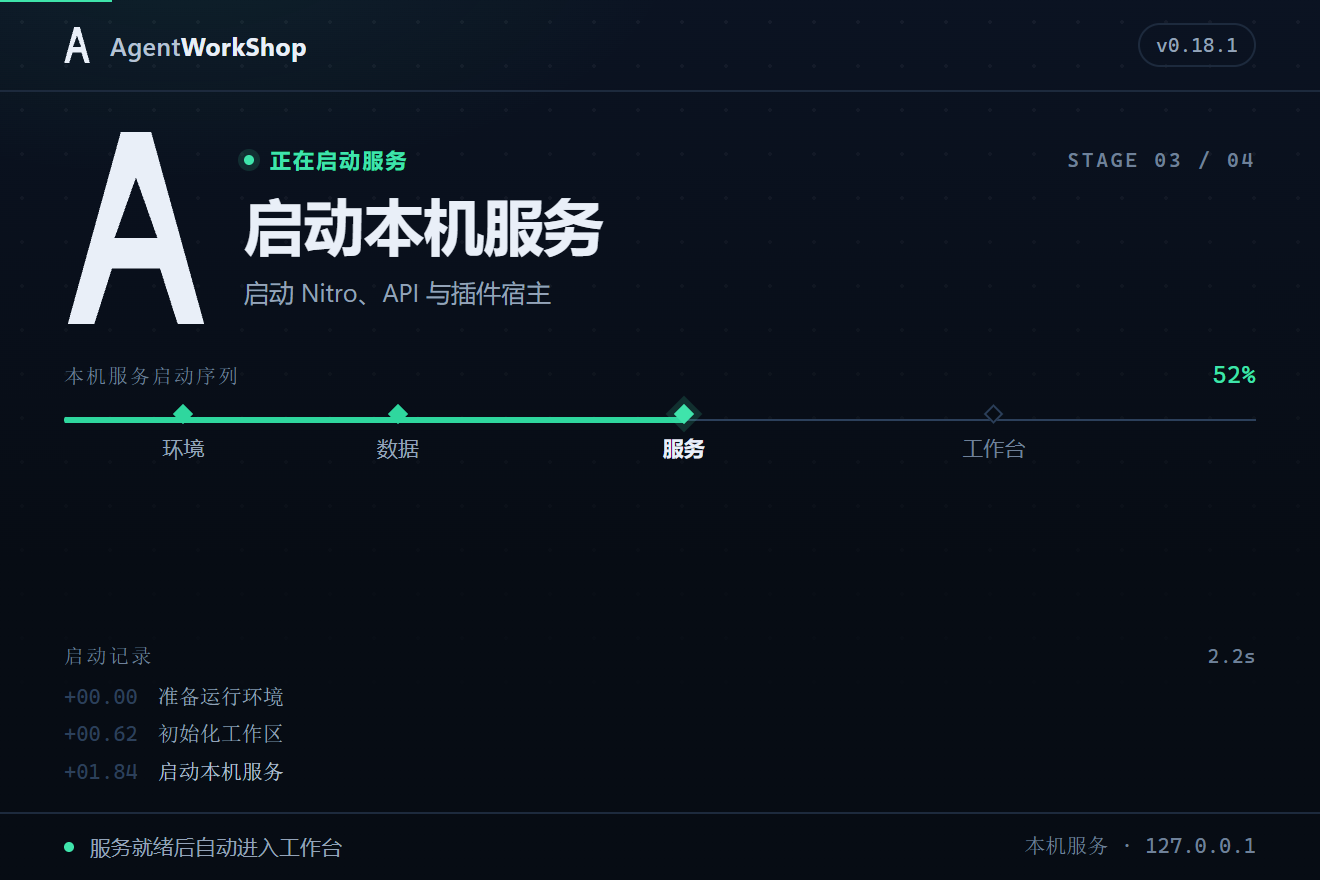 AgentWorkShop
v0.18.1
正在启动服务
STAGE 03 / 04
启动本机服务
启动 Nitro、API 与插件宿主
本机服务启动序列
52%
环境
数据
服务
工作台
启动记录
2.2s
+00.00 准备运行环境
+00.62 初始化工作区
+01.84 启动本机服务
服务就绪后自动进入工作台
本机服务 · 127.0.0.1